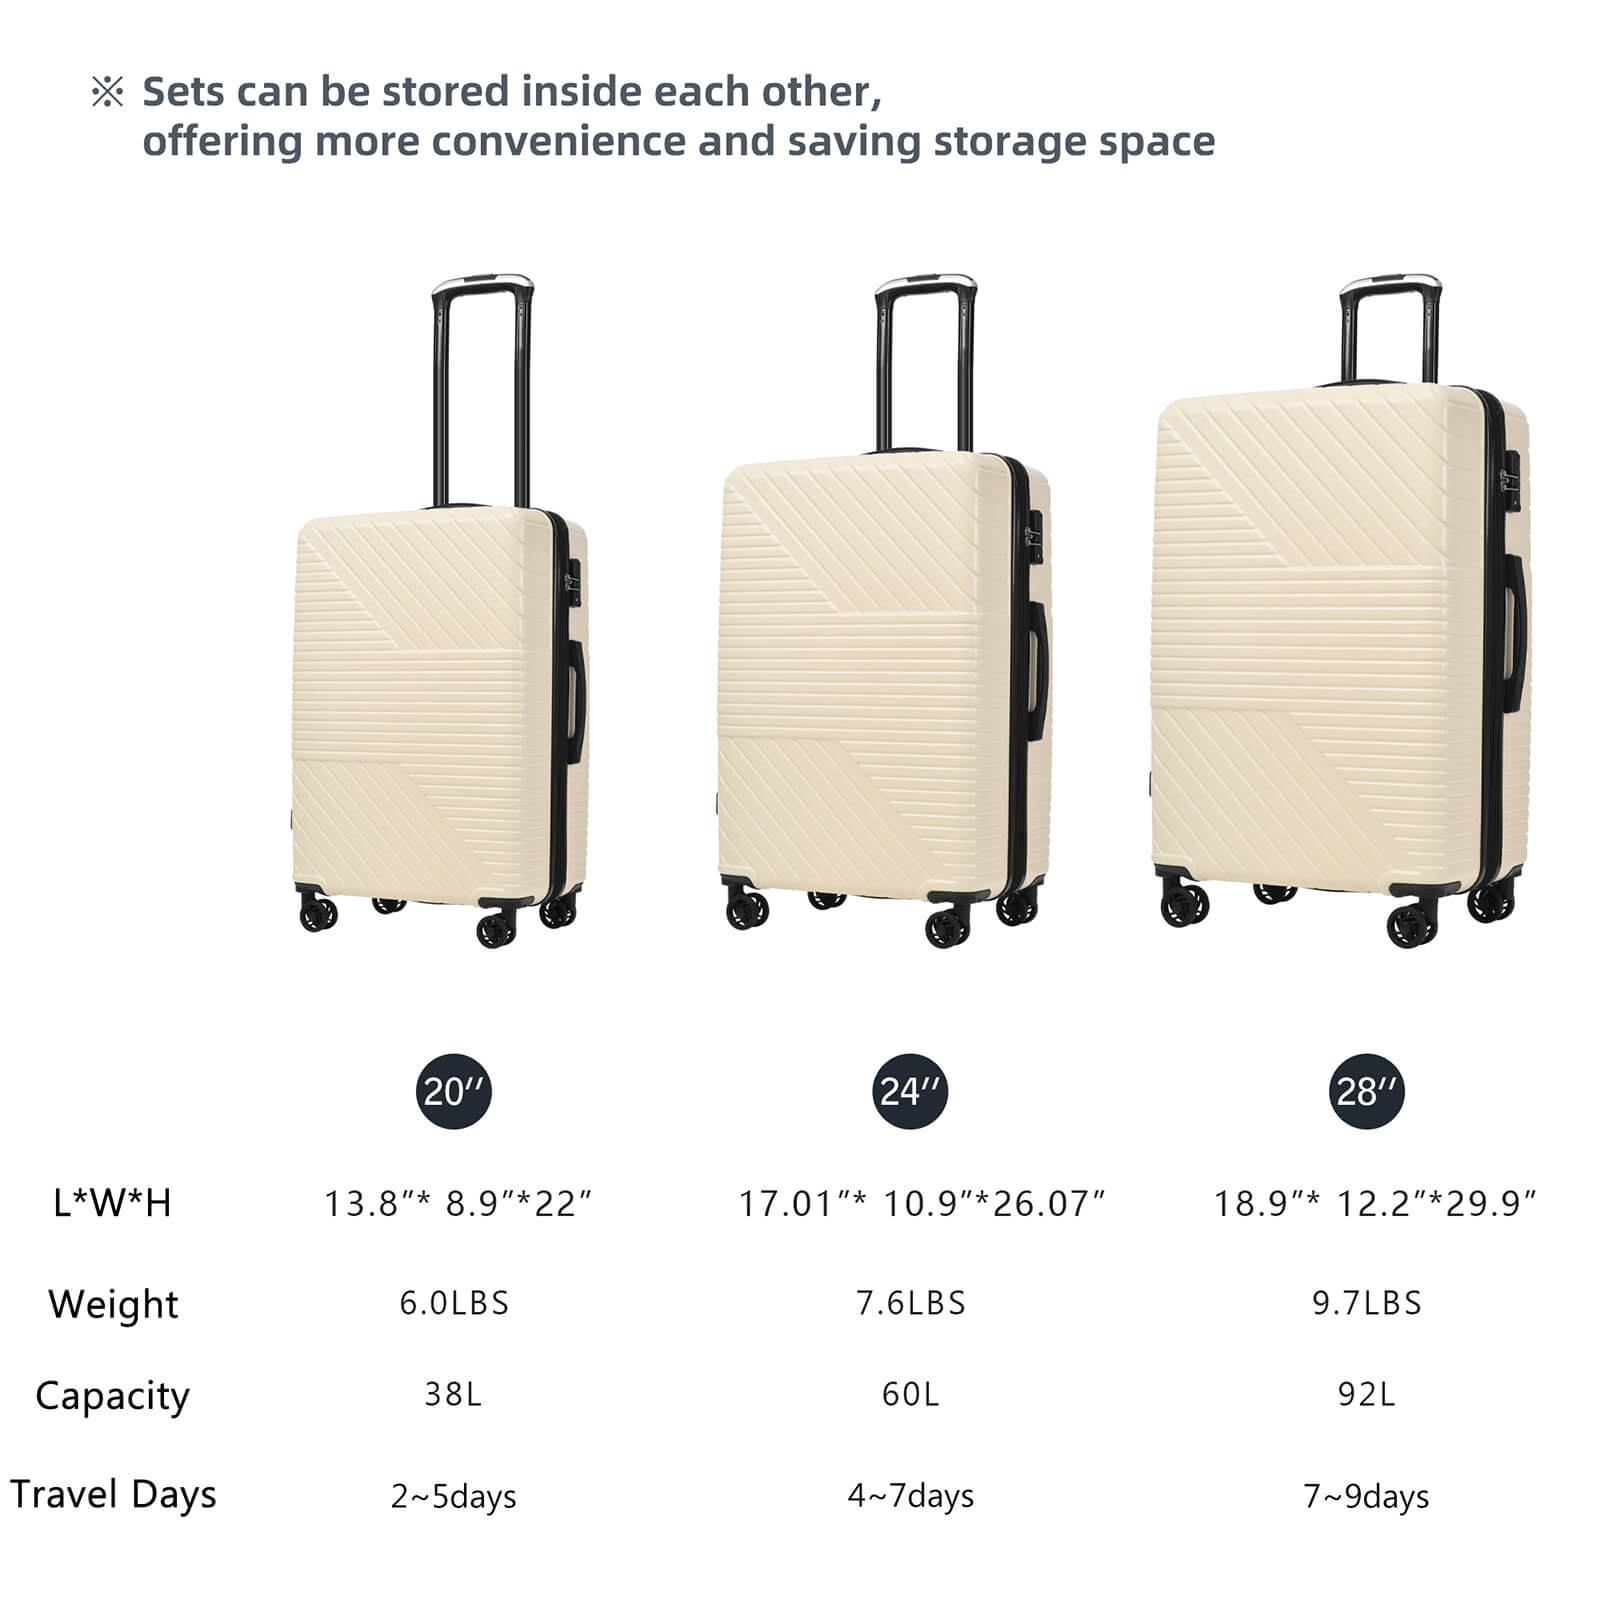 ※ Sets can be stored inside each other,
offering more convenience and saving storage space
20′′ 24′′ 28′′
L*W*H 13.8″* 8.9″*22″ 17.01″* 10.9″*26.07″ 18.9″* 12.2″*29.9″
Weight 6.0LBS 7.6LBS 9.7LBS
Capacity 38L 60L 92L
Travel Days 2~5days 4~7days 7~9days